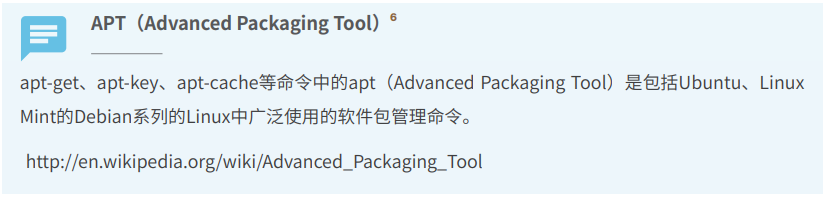 APT（Advanced Packaging Tool）6
apt-get、apt-key、apt-cache等命令中的apt（Advanced Packaging Tool）是包括Ubuntu、Linux
Mint的Debian系列的Linux中广泛使用的软件包管理命令。
http://en.wikipedia.org/wiki/Advanced_Packaging_Tool